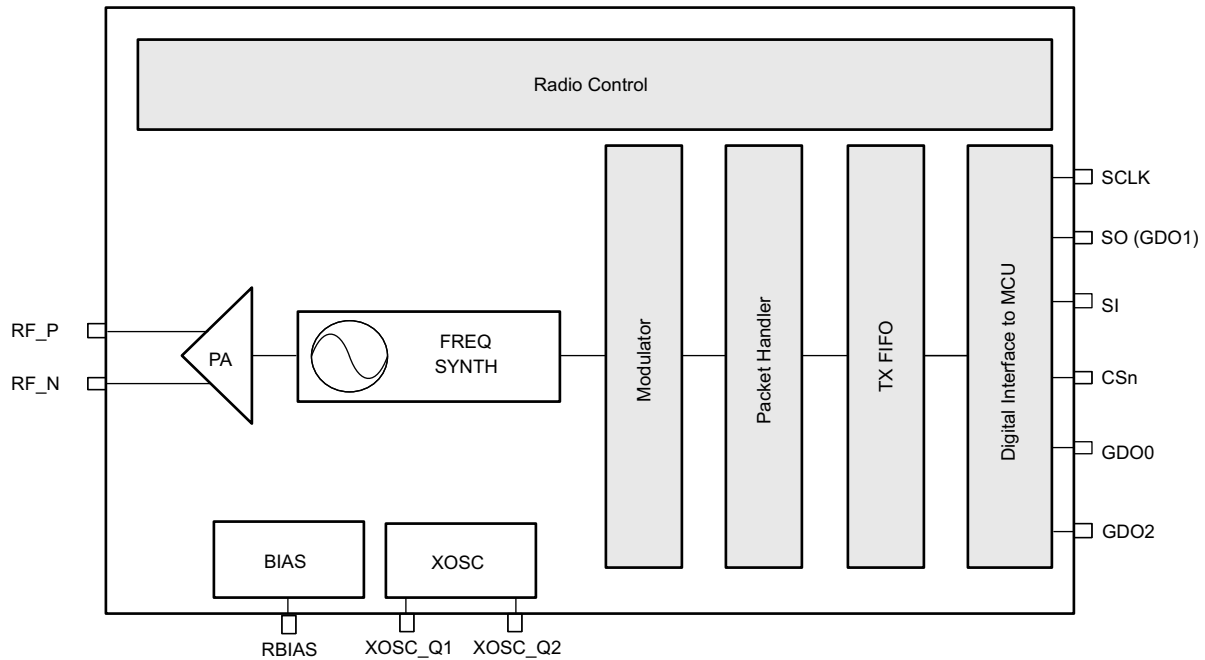 Radio Control
SCLK
SO (GDO1)
SI
CSn
GDO0
GDO2
RF_P
RF_N
PA
FREQ
SYNTH
Modulator
Packet Handler
TX FIFO
Digital Interface to MCU
BIAS
XOSC
RBIAS
XOSC_Q1
XOSC_Q2